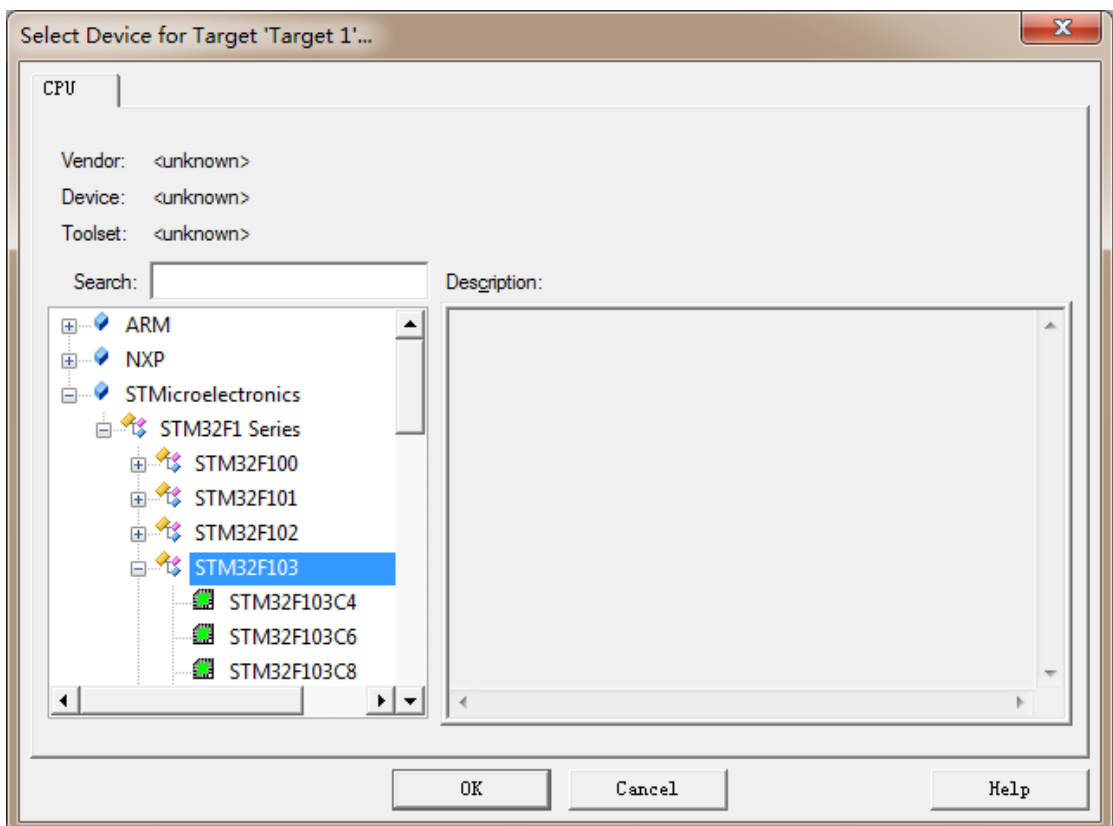 Select Device for Target 'Target 1'...
CPU
Vendor: <unknown>
Device: <unknown>
Toolset: <unknown>
Search:
Description:
ARM
NXP
STMicroelectronics
STM32F1 Series
STM32F100
STM32F101
STM32F102
STM32F103
STM32F103C4
STM32F103C6
STM32F103C8
OK Cancel Help